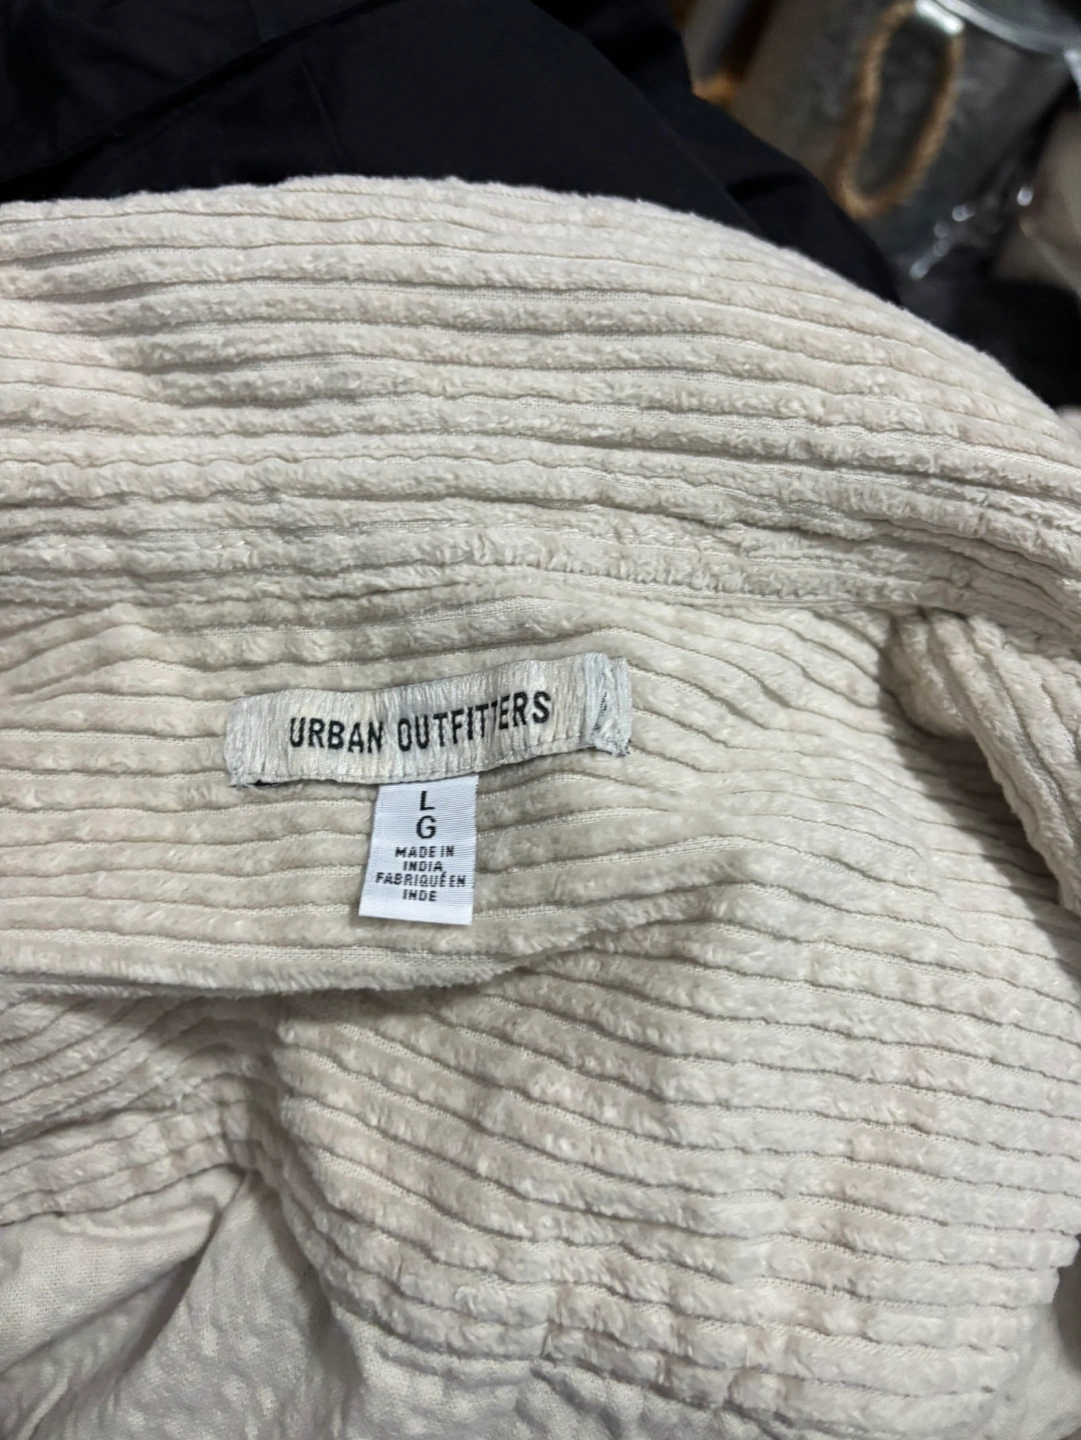 URBAN OUTFITTERS
L
G
MADE IN
INDIA
FABRIQUÉ EN
INDE